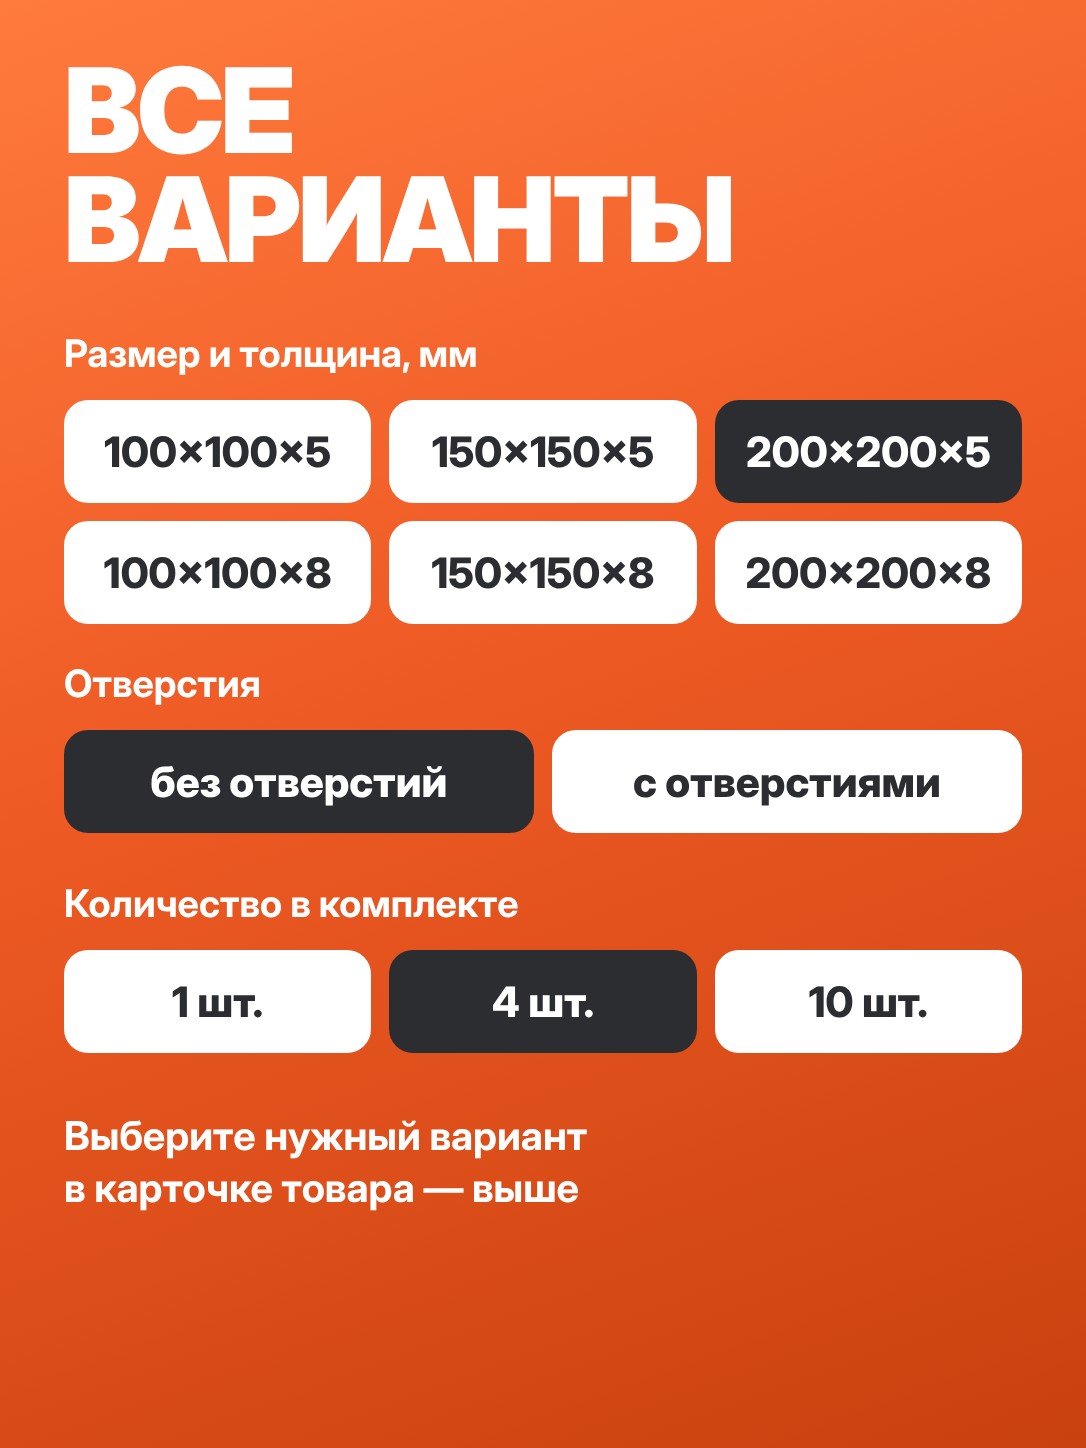 ВСЕ
ВАРИАНТЫ
Размер и толщина, мм
100×100×5 150×150×5 200×200×5
100×100×8 150×150×8 200×200×8
Отверстия
без отверстий с отверстиями
Количество в комплекте
1 шт. 4 шт. 10 шт.
Выберите нужный вариант
в карточке товара — выше